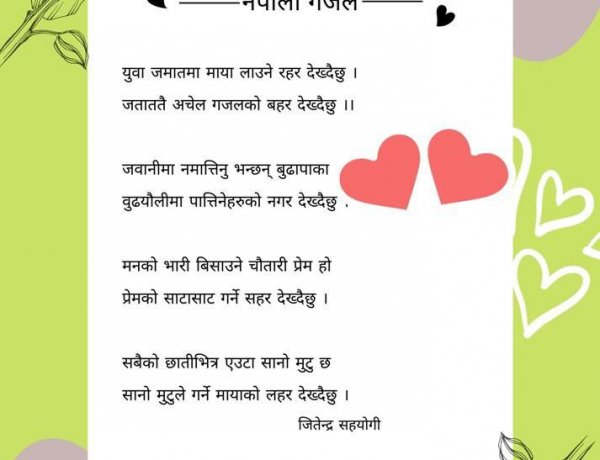 नेपाली गजल
युवा जमातमा माया लाउने रहर देख्दैछु ।
जताततै अचेल गजलको बहर देख्दैछु ।।
जवानीमा नमात्तिनु भन्छन् बुढापाका
वुढयौलीमा पात्तिनेहरुको नगर देख्दैछु .
मनको भारी बिसाउने चौतारी प्रेम हो
प्रेमको साटासाट गर्ने सहर देख्दैछु ।
सबैको छातीभित्र एउटा सानो मुटु छ
सानो मुटुले गर्ने मायाको लहर देख्दैछु ।
जितेन्द्र सहयोगी